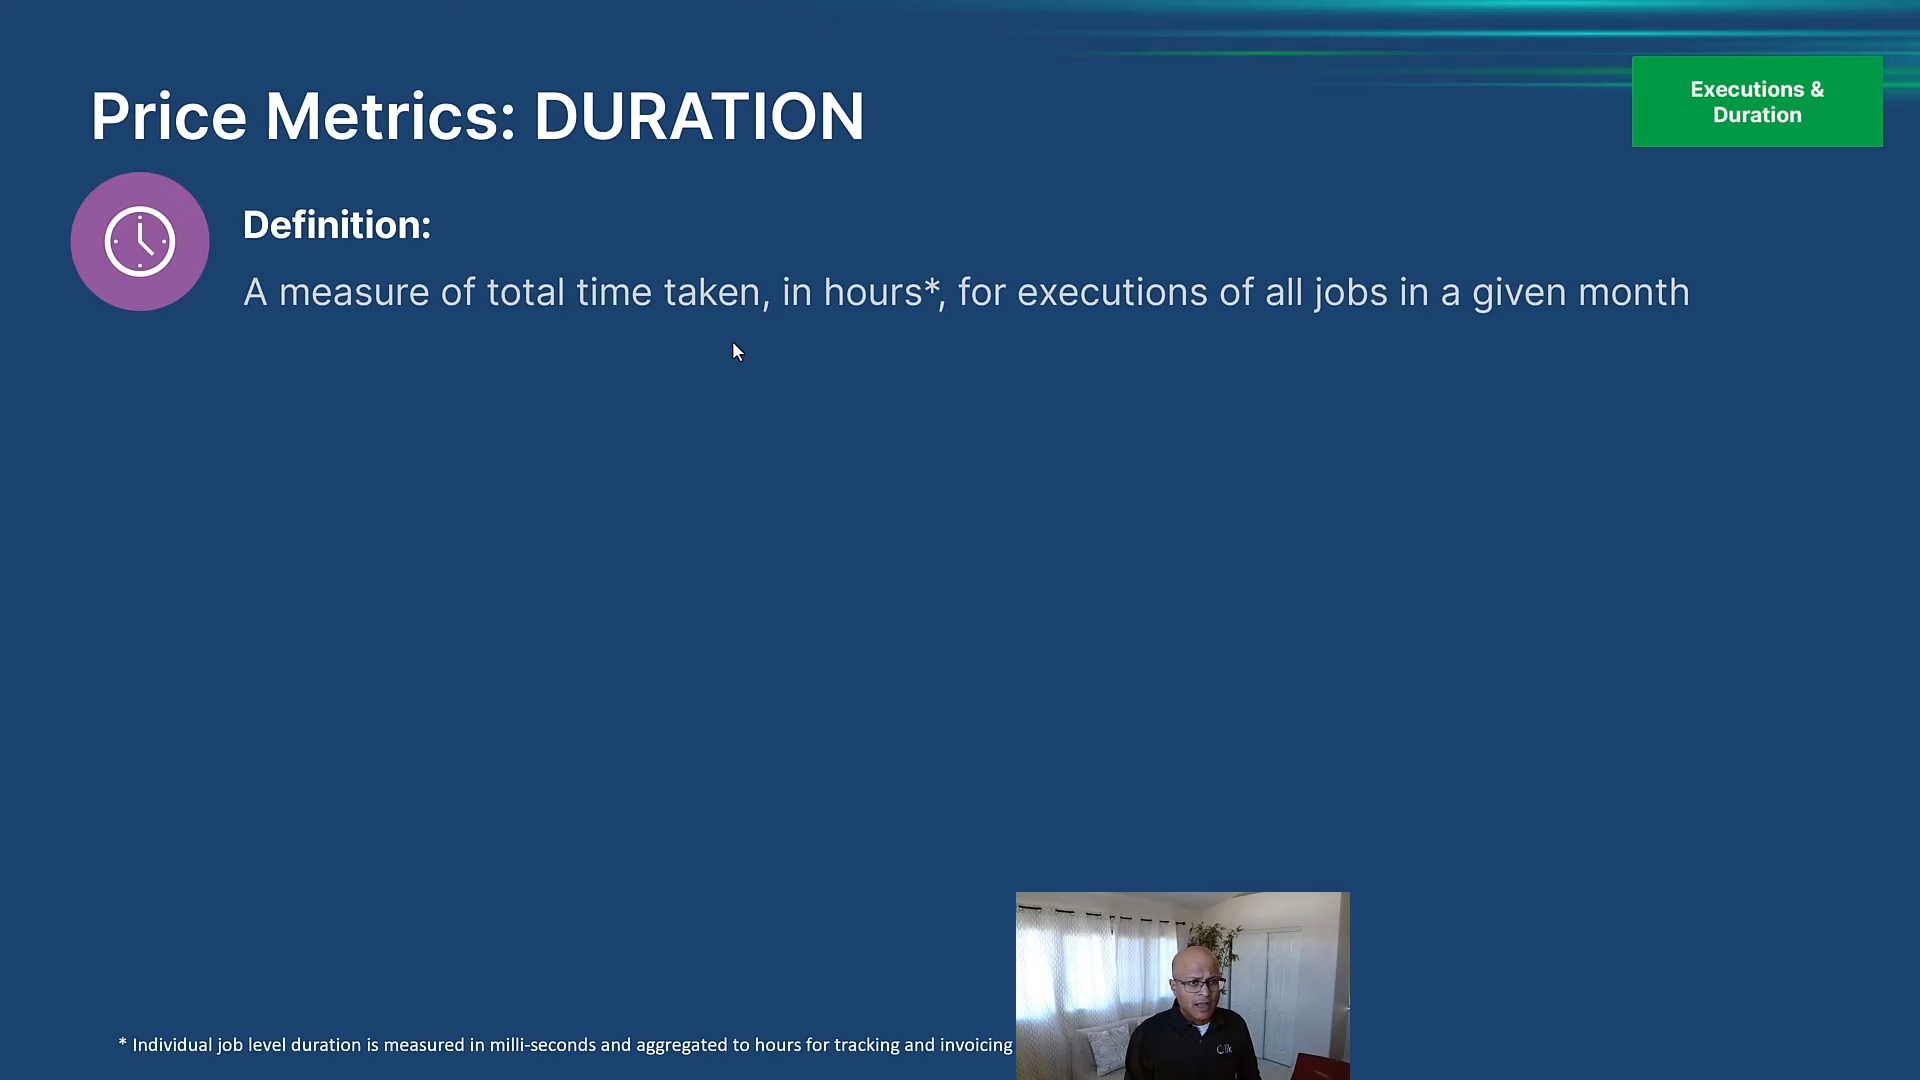 Executions &
Duration
Price Metrics: DURATION
Definition:
A measure of total time taken, in hours*, for executions of all jobs in a given month
* Individual job level duration is measured in milli-seconds and aggregated to hours for tracking and invoicing